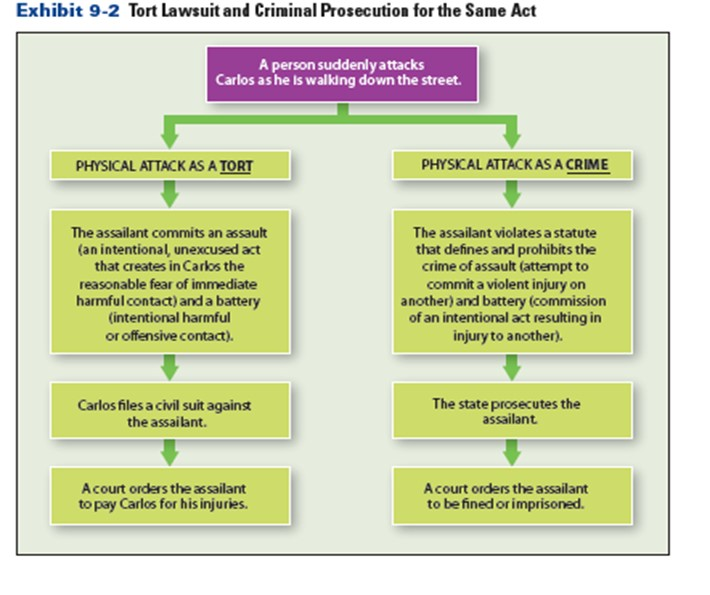 Exhibit 9-2 Tort Lawsuit and Criminal Prosecution for the Same Act
A person suddenly attacks
Carlos as he is walking down the street.
PHYSICAL ATTACK AS A TORT
The assailant commits an assault
(an intentional, unexcused act
that creates in Carlos the
reasonable fear of immediate
harmful contact) and a battery
(intentional harmful
or offensive contact).
Carlos files a civil suit against
the assailant.
A court orders the assailant
to pay Carlos for his injuries.
PHYSICAL ATTACK AS A CRIME
The assailant violates a statute
that defines and prohibits the
crime of assault (attempt to
commit a violent injury on
another) and battery (commission
of an intentional act resulting in
injury to another).
The state prosecutes the
assailant.
A court orders the assailant
to be fined or imprisoned.